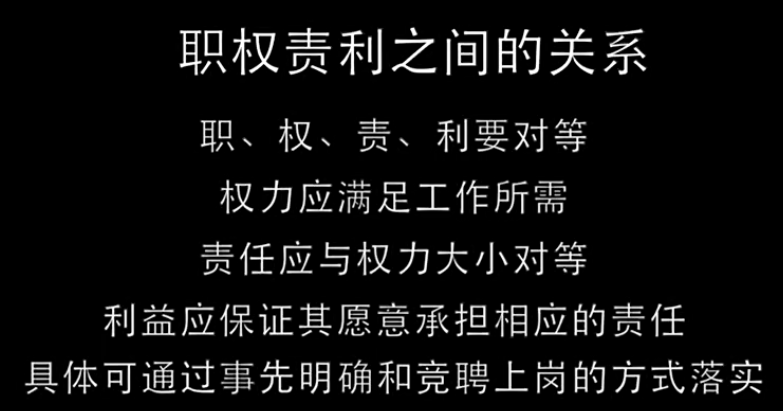 职权责利之间的关系
职、权、责、利要对等
权力应满足工作所需
责任应与权力大小对等
利益应保证其愿意承担相应的责任
具体可通过事先明确和竞聘上岗的方式落实